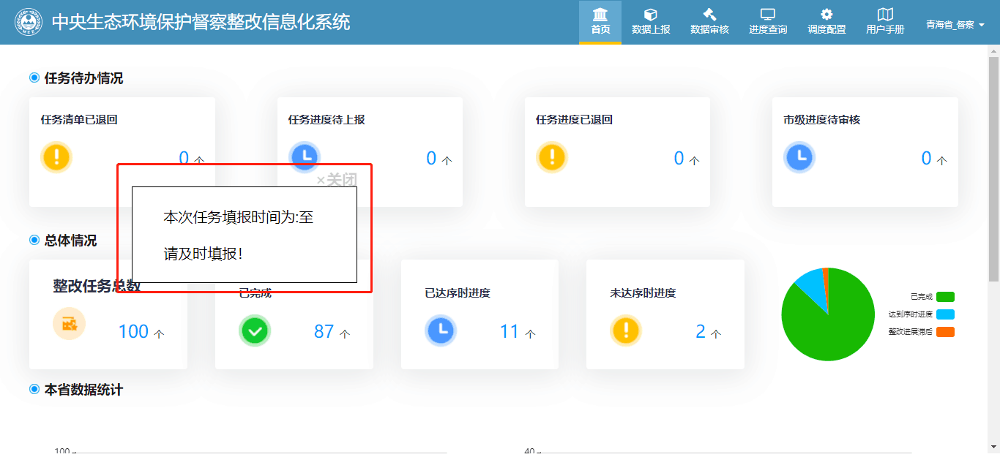 中央生态环境保护督察整改信息化系统
首页
数据上报
数据审核
进度查询
调度配置
用户手册
青海省_督察
任务待办情况
任务清单已退回
0 个
任务进度待上报
0 个
任务进度已退回
0 个
市级进度待审核
0 个
×关闭
本次任务填报时间为:至
请及时填报!
总体情况
整改任务总数
100 个
已完成
87 个
已达序时进度
11 个
未达序时进度
2 个
已完成
达到序时进度
整改进展滞后
本省数据统计
100
40